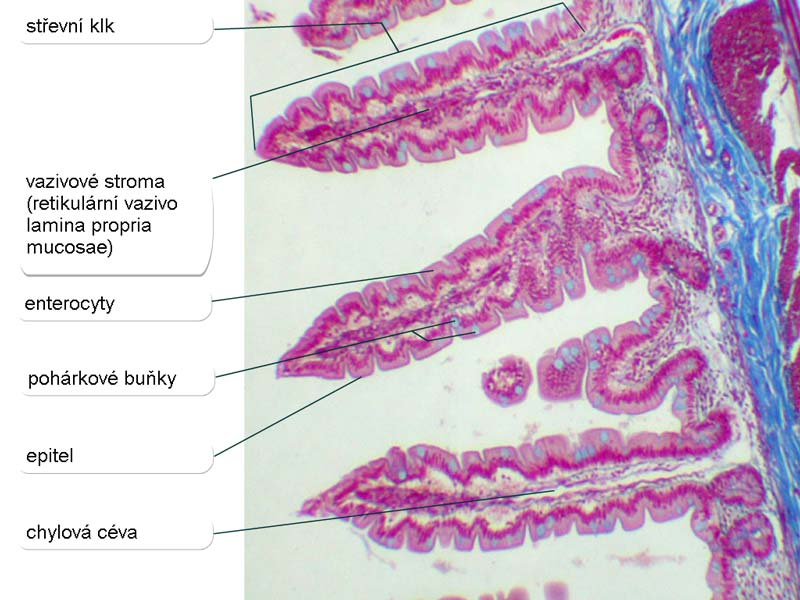 střevní klk
vazivové stroma
(retikulární vazivo
lamina propria
mucosae)
enterocyty
pohárkové buňky
epitel
chylová céva